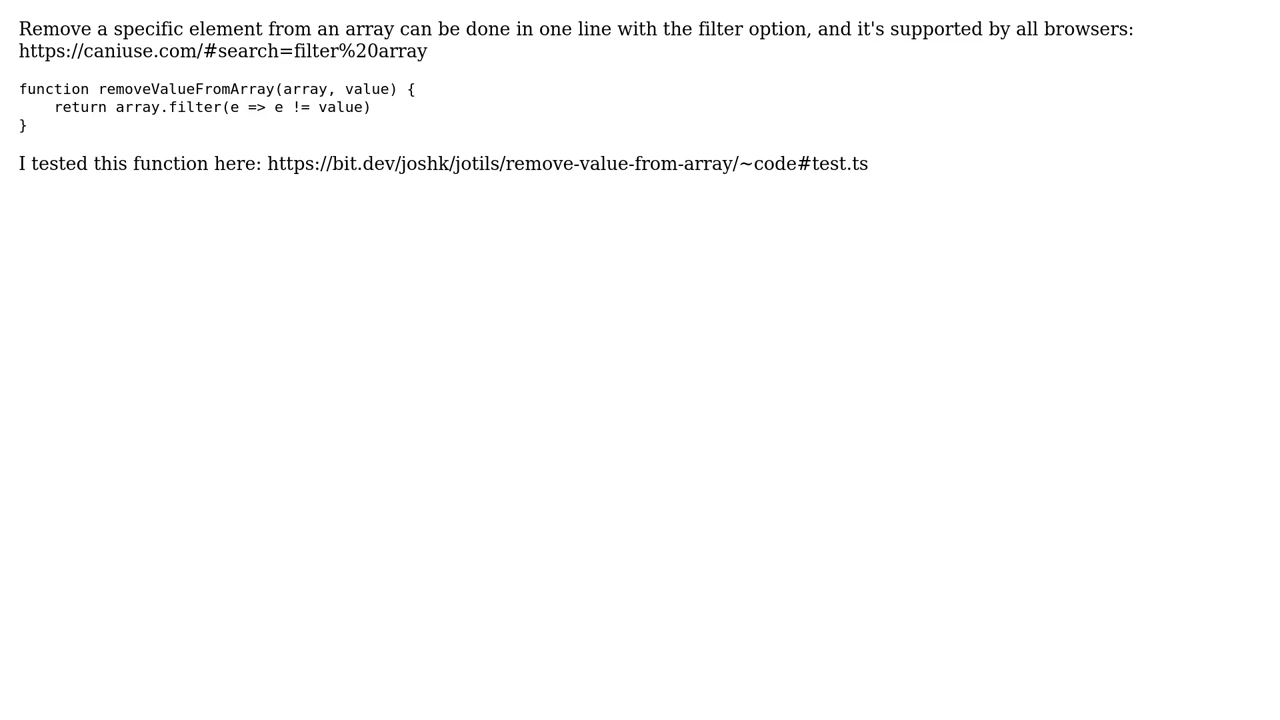 Remove a specific element from an array can be done in one line with the filter option, and it's supported by all browsers:
https://caniuse.com/#search=filter%20array
function removeValueFromArray(array, value) {
    return array.filter(e => e != value)
}
I tested this function here: https://bit.dev/joshk/jotils/remove-value-from-array/~code#test.ts